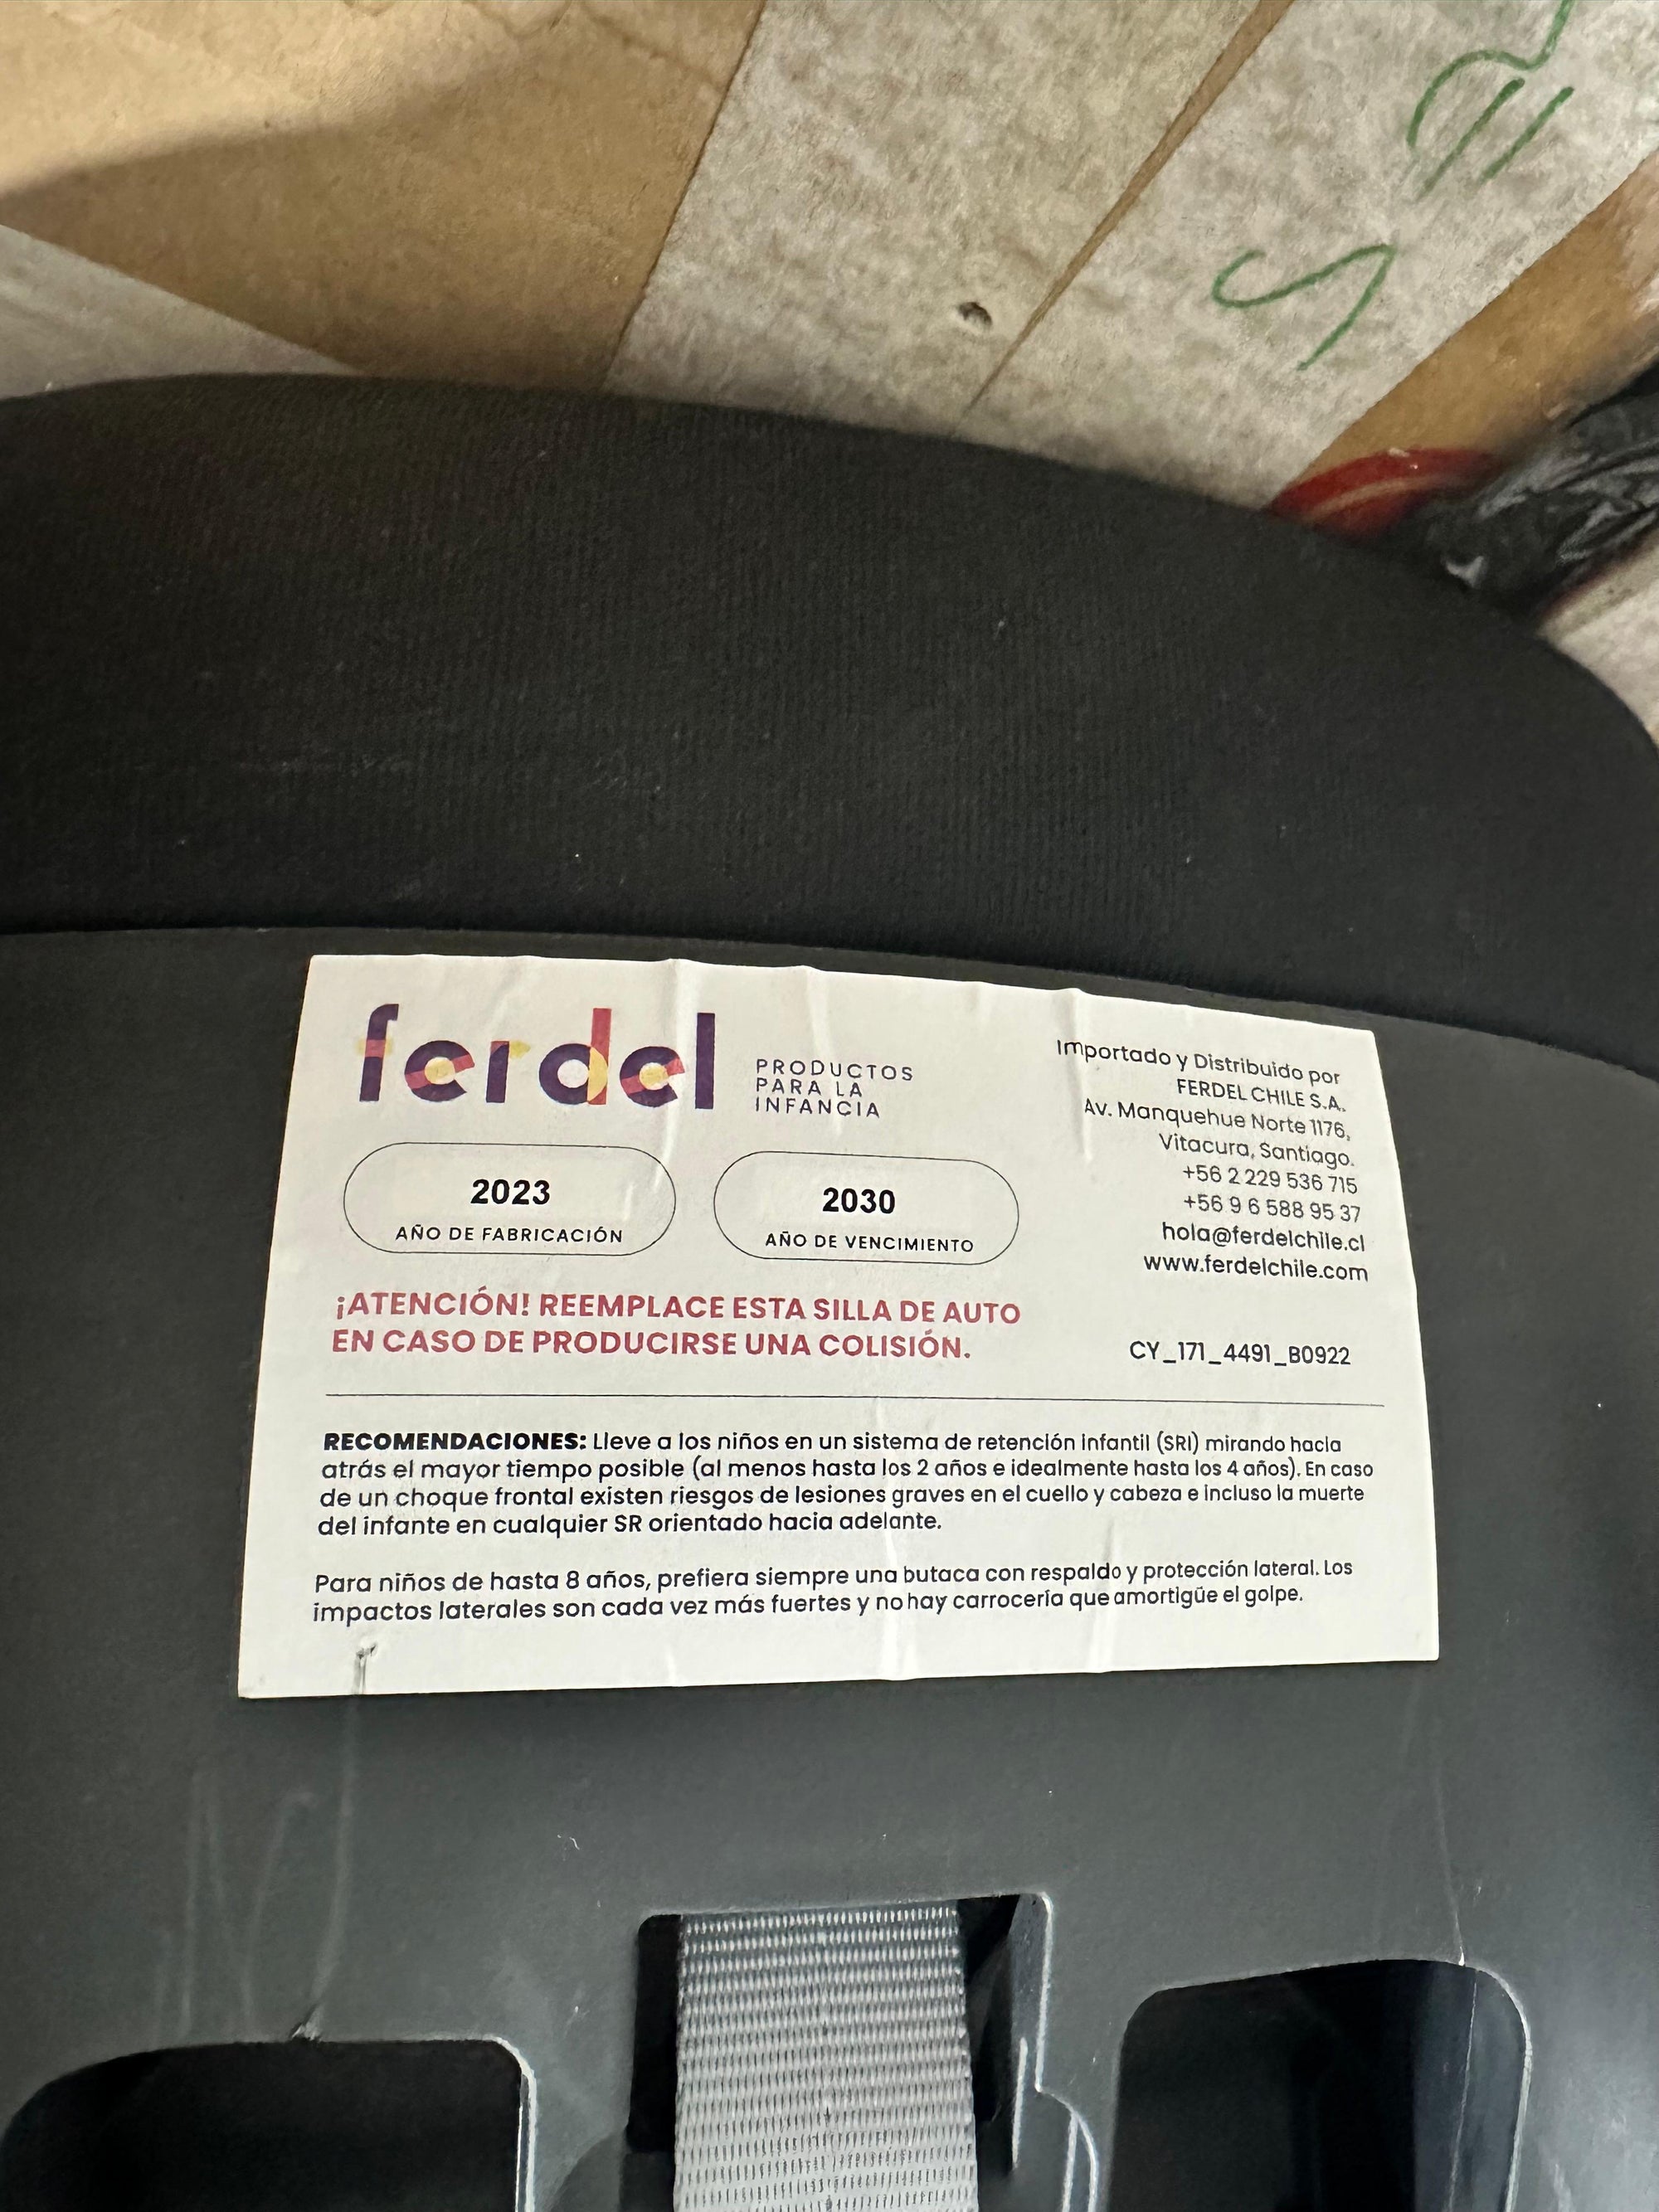 ferdel
PRODUCTOS
PARA LA
INFANCIA
Importado y Distribuido por
FERDEL CHILE S.A.
Av. Manquehue Norte 1176,
Vitacura, Santiago.
+56 2 229 536 715
+56 9 6 588 95 37
hola@ferdelchile.cl
www.ferdelchile.com
2023
AÑO DE FABRICACIÓN
2030
AÑO DE VENCIMIENTO
¡ATENCIÓN! REEMPLACE ESTA SILLA DE AUTO
EN CASO DE PRODUCIRSE UNA COLISIÓN.
CY_171_4491_B0922
RECOMENDACIONES: Lleve a los niños en un sistema de retención infantil (SRI) mirando hacia
atrás el mayor tiempo posible (al menos hasta los 2 años e idealmente hasta los 4 años). En caso
de un choque frontal existen riesgos de lesiones graves en el cuello y cabeza e incluso la muerte
del infante en cualquier SR orientado hacia adelante.
Para niños de hasta 8 años, prefiera siempre una butaca con respaldo y protección lateral. Los
impactos laterales son cada vez más fuertes y no hay carrocería que amortigüe el golpe.